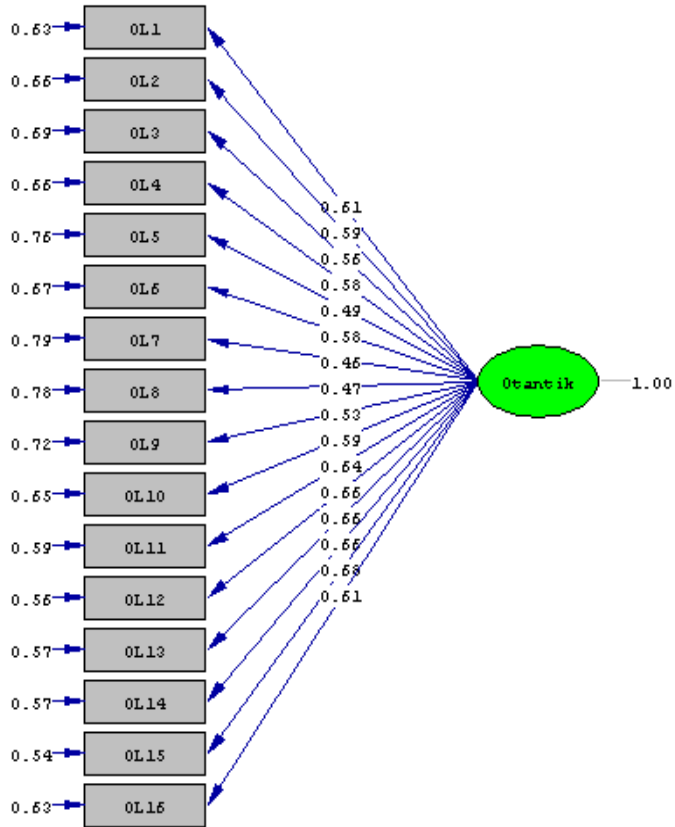 0.63 OL1
0.66 OL2
0.69 OL3
0.66 OL4
0.76 OL5
0.67 OL6
0.79 OL7
0.78 OL8
0.72 OL9
0.65 OL10
0.59 OL11
0.56 OL12
0.57 OL13
0.57 OL14
0.54 OL15
0.63 OL16
0.61
0.59
0.56
0.58
0.49
0.58
0.46
0.47
0.53
0.59
0.64
0.66
0.66
0.66
0.68
0.61
Otantik 1.00